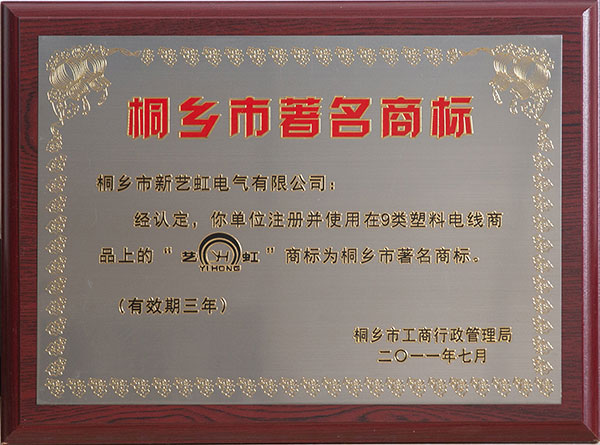 桐乡市著名商标
桐乡市新艺虹电气有限公司：
经认定，你单位注册并使用在9类塑料电线商
品上的“艺虹”商标为桐乡市著名商标。
YI HONG
（有效期三年）
桐乡市工商行政管理局
二〇一一年七月